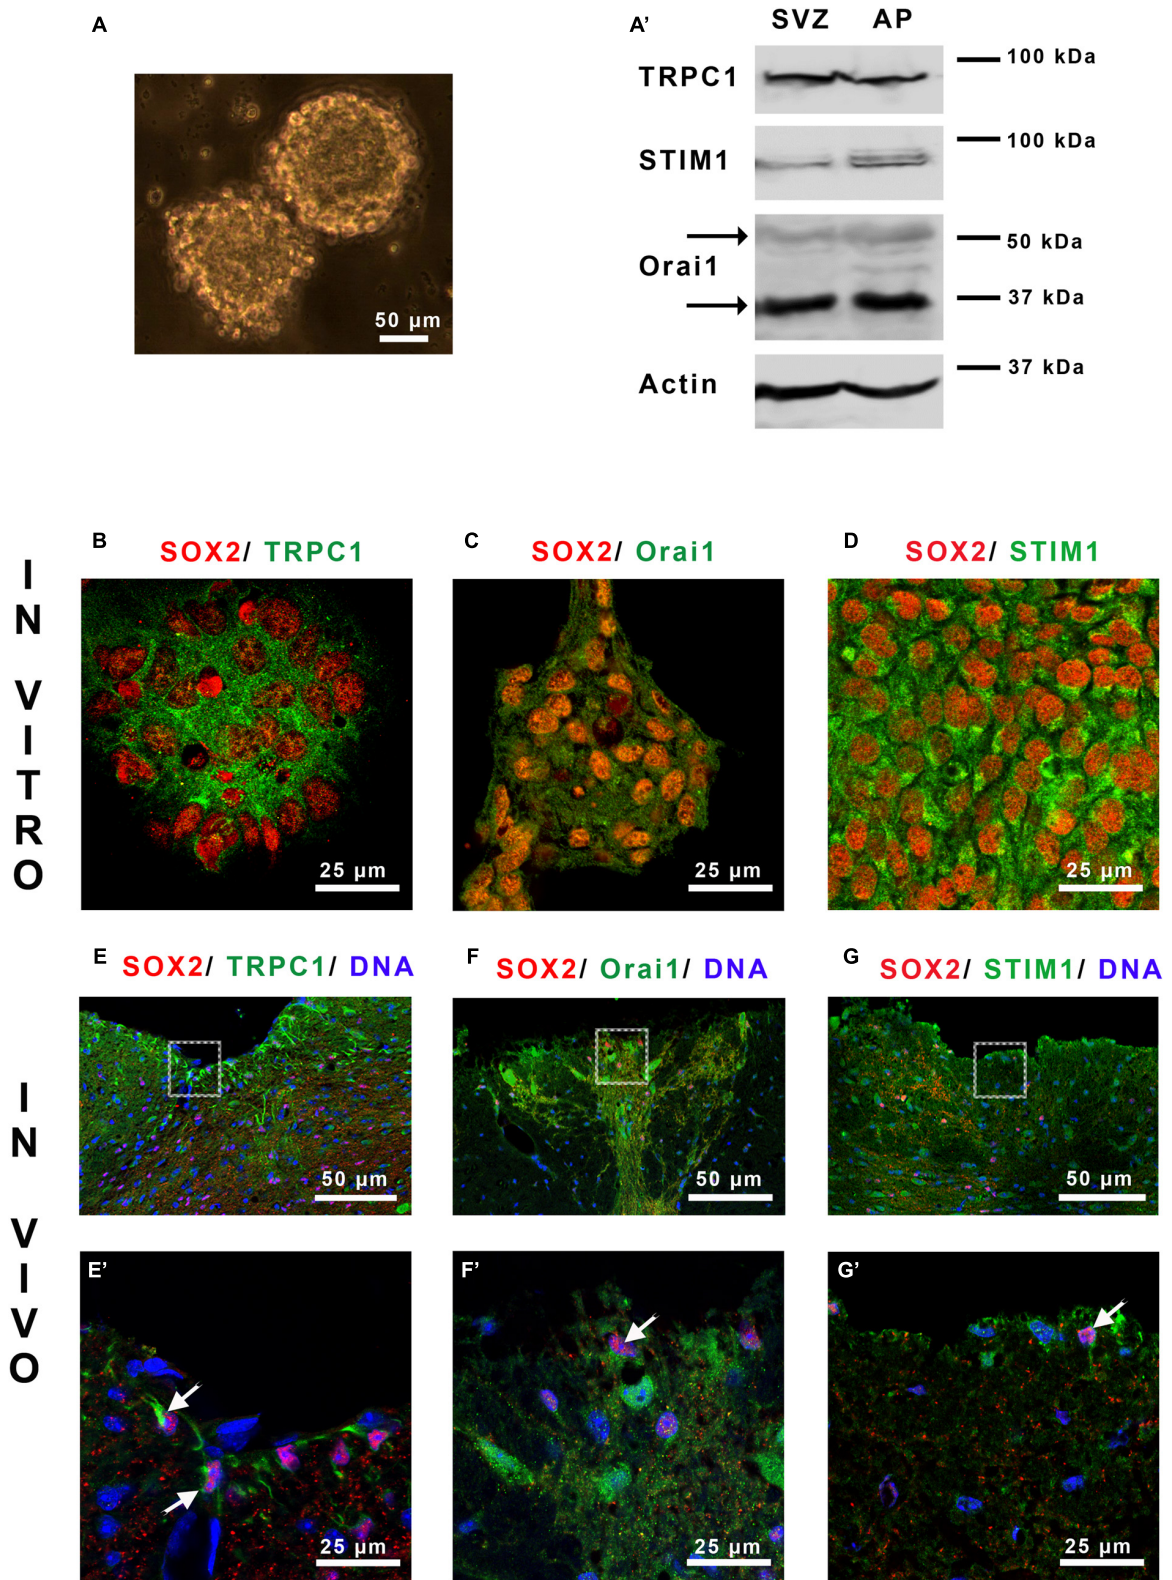 A
50 µm
A’
SVZ AP
TRPC1
100 kDa
STIM1
100 kDa
Orai1
50 kDa
37 kDa
Actin
37 kDa
IN VITRO
B SOX2/ TRPC1
25 µm
C SOX2/ Orai1
25 µm
D SOX2/ STIM1
25 µm
IN VIVO
E SOX2/ TRPC1/ DNA
50 µm
F SOX2/ Orai1/ DNA
50 µm
G SOX2/ STIM1/ DNA
50 µm
E’
25 µm
F’
25 µm
G’
25 µm